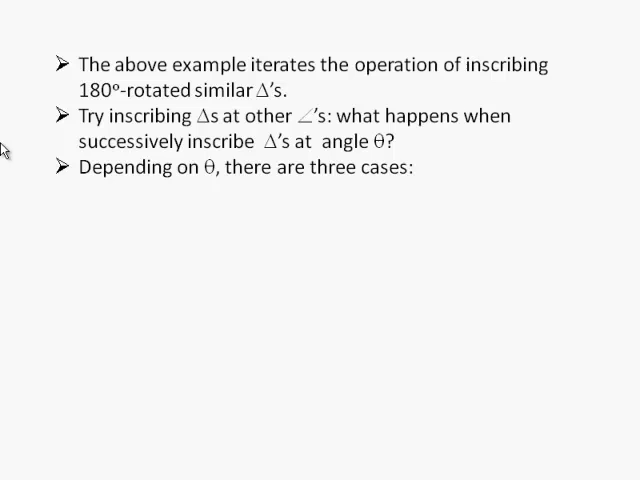 ➢ The above example iterates the operation of inscribing
180º-rotated similar ∆'s.
➢ Try inscribing ∆s at other ∠'s: what happens when
successively inscribe ∆'s at angle θ?
➢ Depending on θ, there are three cases: